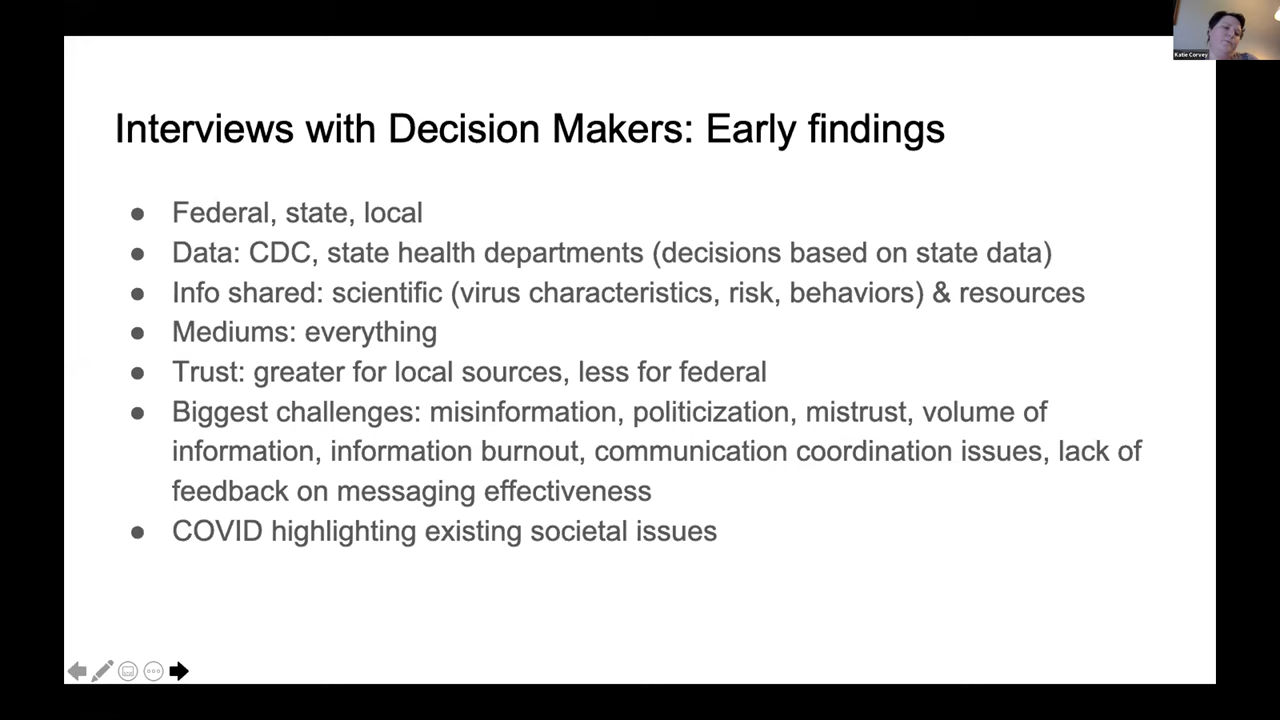 Katie Corvey
Interviews with Decision Makers: Early findings
● Federal, state, local
● Data: CDC, state health departments (decisions based on state data)
● Info shared: scientific (virus characteristics, risk, behaviors) & resources
● Mediums: everything
● Trust: greater for local sources, less for federal
● Biggest challenges: misinformation, politicization, mistrust, volume of
information, information burnout, communication coordination issues, lack of
feedback on messaging effectiveness
● COVID highlighting existing societal issues